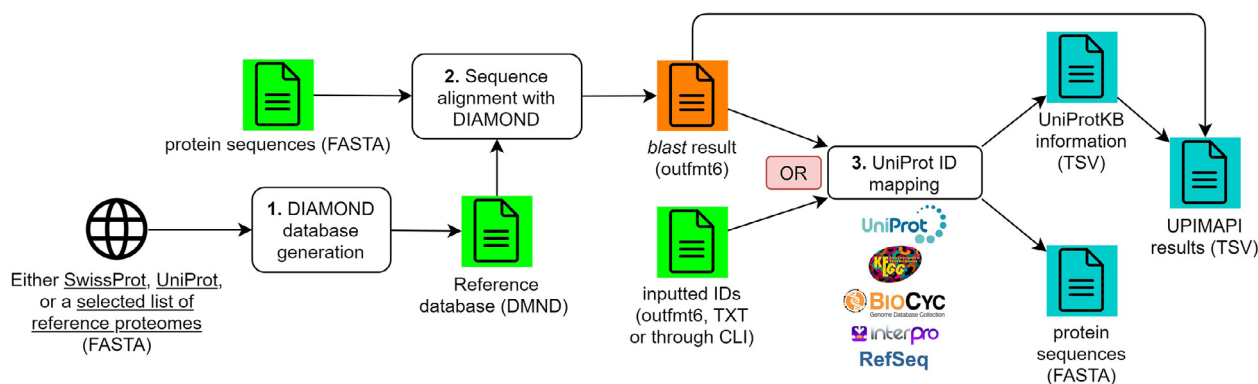 protein sequences (FASTA)
2. Sequence
alignment with
DIAMOND
blast result
(outfmt6)
UniProtKB
information
(TSV)
OR
3. UniProt ID
mapping
1. DIAMOND
database
generation
UPIMAPI
results (TSV)
Either SwissProt, UniProt,
or a selected list of
reference proteomes
(FASTA)
Reference
database (DMND)
inputted IDs
(outfmt6, TXT
or through CLI)
UniProt
KEGG
BIOCYC
Genome Database Collection
interpro
RefSeq
protein
sequences
(FASTA)